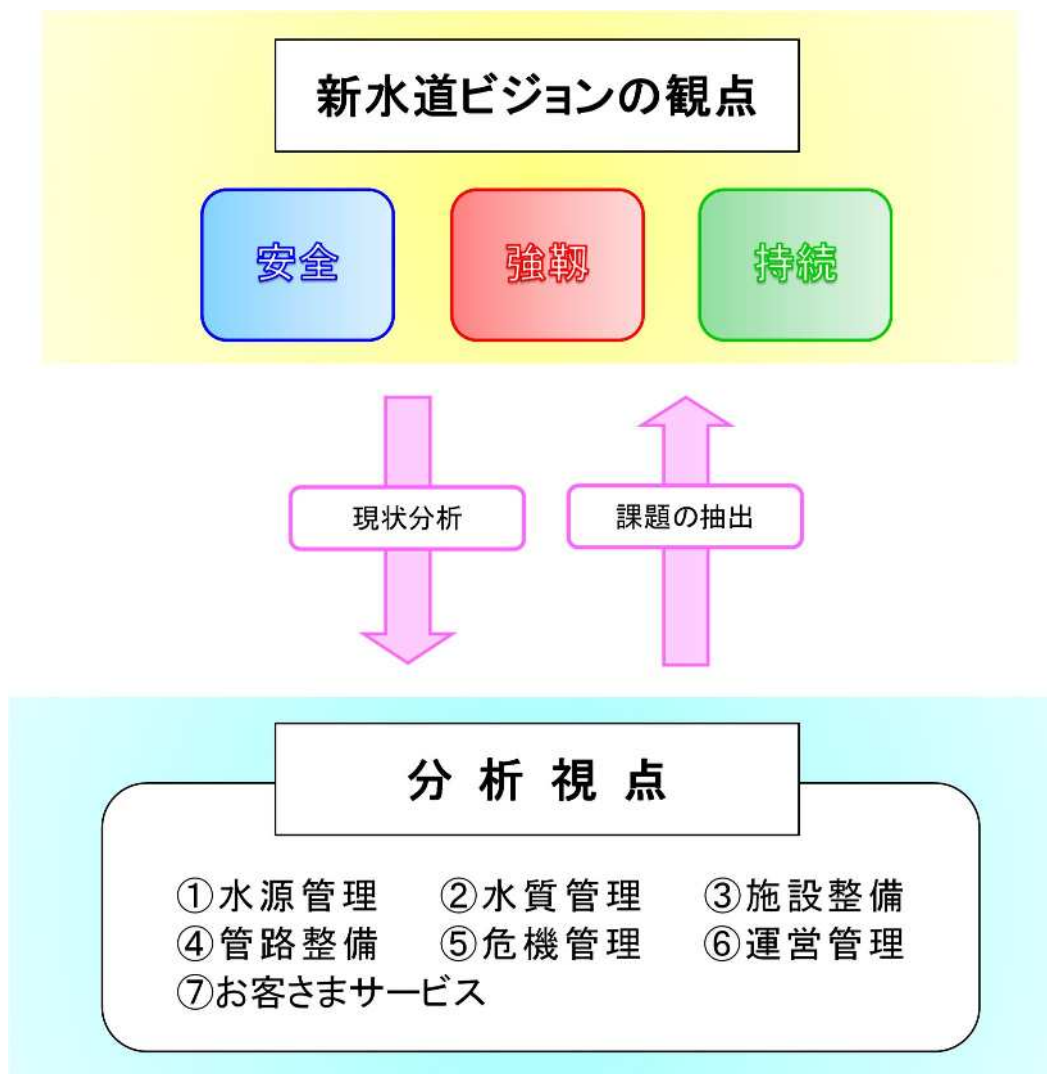 新水道ビジョンの観点
安全 強靱 持続
現状分析 課題の抽出
分析視点
①水源管理 ②水質管理 ③施設整備
④管路整備 ⑤危機管理 ⑥運営管理
⑦お客さまサービス